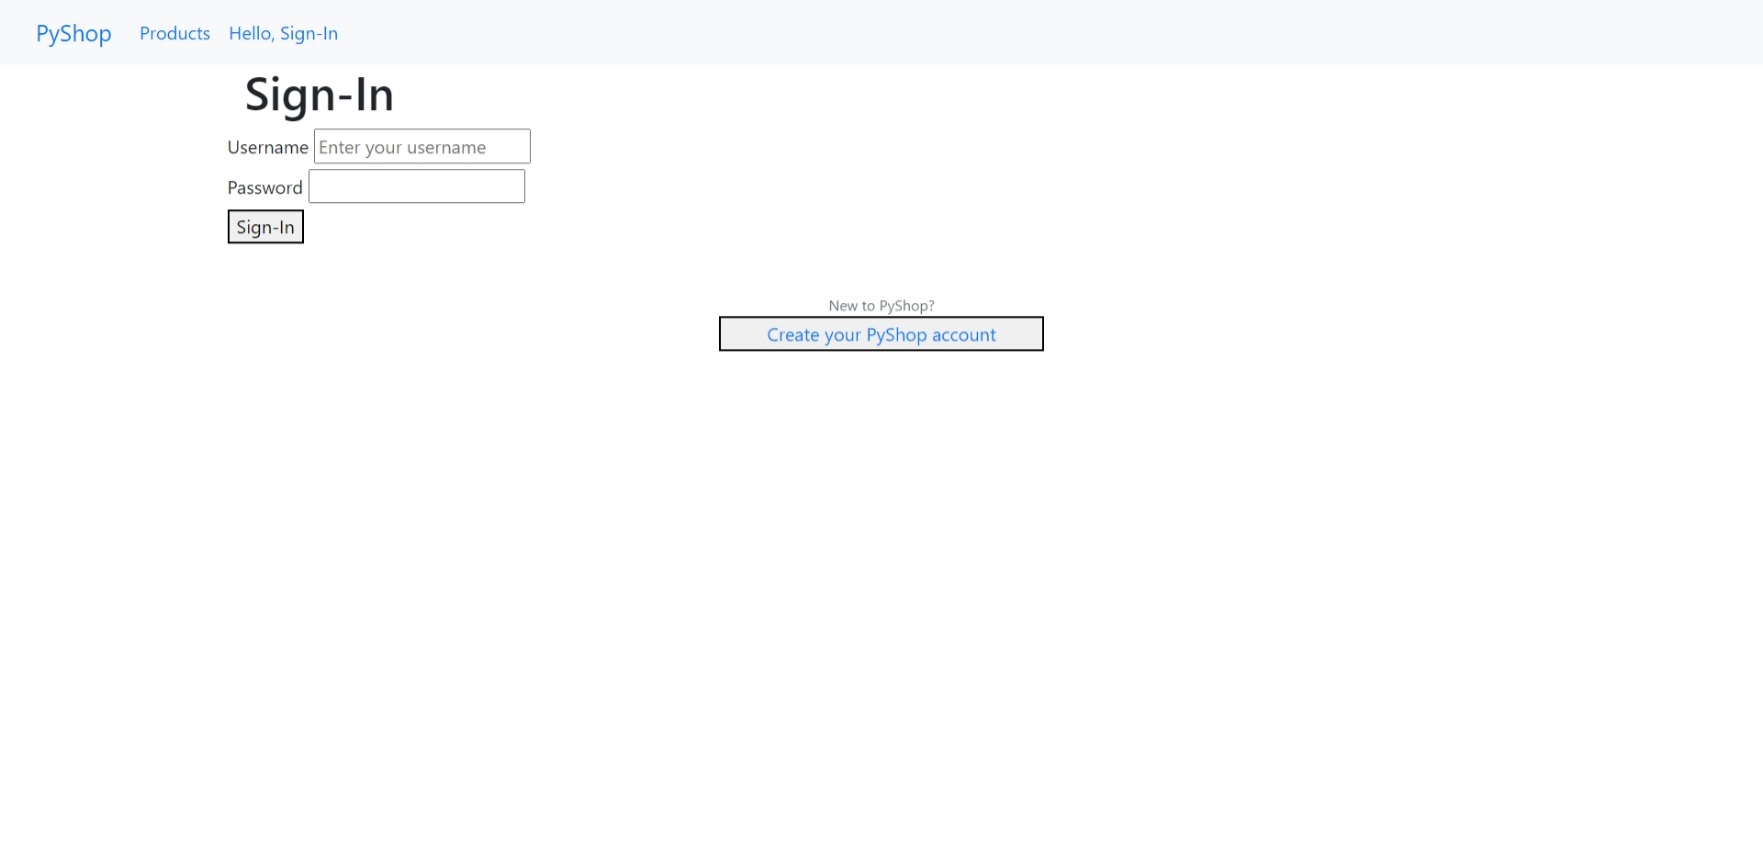 PyShop Products Hello, Sign-In
Sign-In
Username Enter your username
Password
Sign-In
New to PyShop?
Create your PyShop account